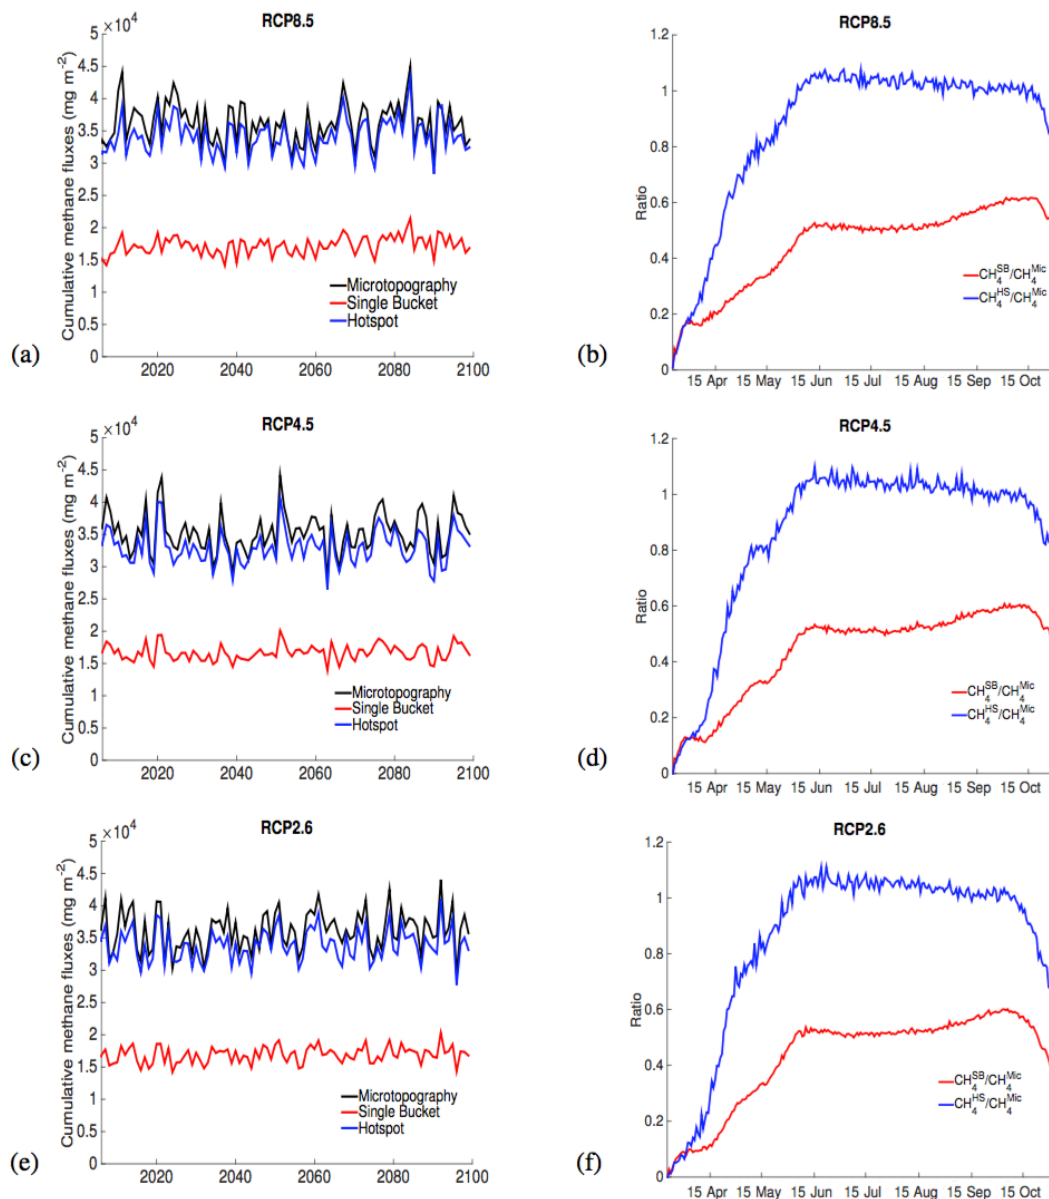 RCP8.5
×10⁴
Cumulative methane fluxes (mg m⁻²)
5
4.5
4
3.5
3
2.5
2
1.5
1
0.5
0
Microtopography
Single Bucket
Hotspot
2020 2040 2060 2080 2100
(a)
RCP8.5
Ratio
1.2
1
0.8
0.6
0.4
0.2
0
CH₄^SB/CH₄^Mic
CH₄^HS/CH₄^Mic
15 Apr 15 May 15 Jun 15 Jul 15 Aug 15 Sep 15 Oct
(b)
RCP4.5
×10⁴
Cumulative methane fluxes (mg m⁻²)
5
4.5
4
3.5
3
2.5
2
1.5
1
0.5
0
Microtopography
Single Bucket
Hotspot
2020 2040 2060 2080 2100
(c)
RCP4.5
Ratio
1.2
1
0.8
0.6
0.4
0.2
0
CH₄^SB/CH₄^Mic
CH₄^HS/CH₄^Mic
15 Apr 15 May 15 Jun 15 Jul 15 Aug 15 Sep 15 Oct
(d)
RCP2.6
×10⁴
Cumulative methane fluxes (mg m⁻²)
5
4.5
4
3.5
3
2.5
2
1.5
1
0.5
0
Microtopography
Single Bucket
Hotspot
2020 2040 2060 2080 2100
(e)
RCP2.6
Ratio
1.2
1
0.8
0.6
0.4
0.2
0
CH₄^SB/CH₄^Mic
CH₄^HS/CH₄^Mic
15 Apr 15 May 15 Jun 15 Jul 15 Aug 15 Sep 15 Oct
(f)